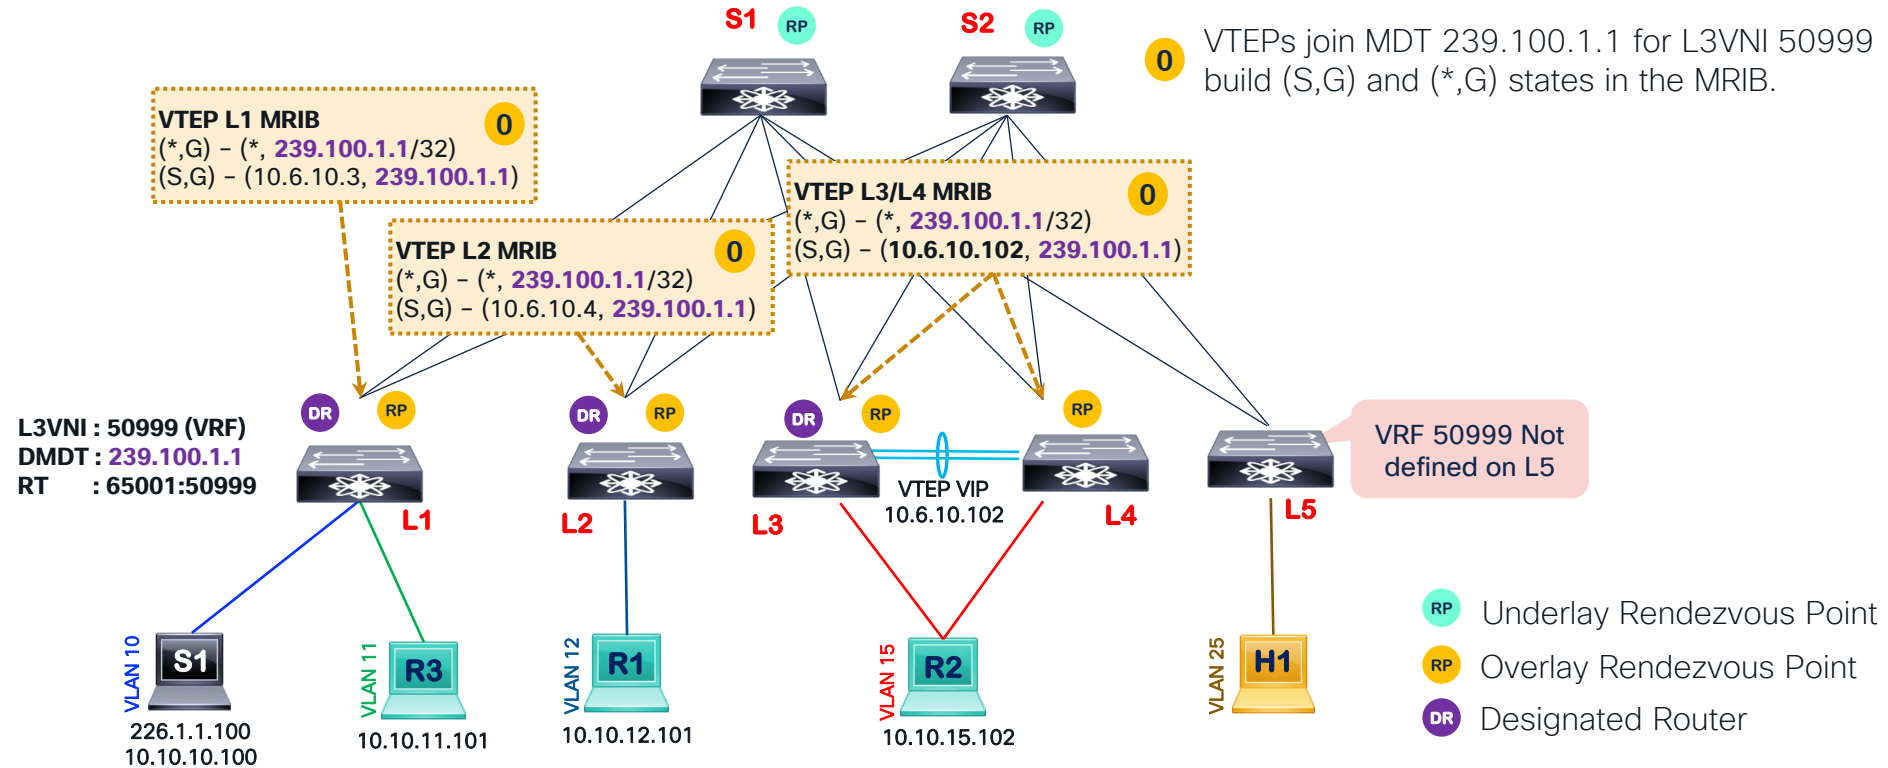 S1
RP
S2
RP
0
VTEPs join MDT 239.100.1.1 for L3VNI 50999
build (S,G) and (*,G) states in the MRIB.
VTEP L1 MRIB
0
(*,G) – (*, 239.100.1.1/32)
(S,G) – (10.6.10.3, 239.100.1.1)
VTEP L2 MRIB
0
(*,G) – (*, 239.100.1.1/32)
(S,G) – (10.6.10.4, 239.100.1.1)
VTEP L3/L4 MRIB
0
(*,G) – (*, 239.100.1.1/32)
(S,G) – (10.6.10.102, 239.100.1.1)
DR
RP
DR
RP
DR
RP
RP
L3VNI : 50999 (VRF)
DMDT : 239.100.1.1
RT : 65001:50999
VRF 50999 Not
defined on L5
VTEP VIP
10.6.10.102
L1
L2
L3
L4
L5
VLAN 10
S1
226.1.1.100
10.10.10.100
VLAN 11
R3
10.10.11.101
VLAN 12
R1
10.10.12.101
VLAN 15
R2
10.10.15.102
VLAN 25
H1
RP Underlay Rendezvous Point
RP Overlay Rendezvous Point
DR Designated Router